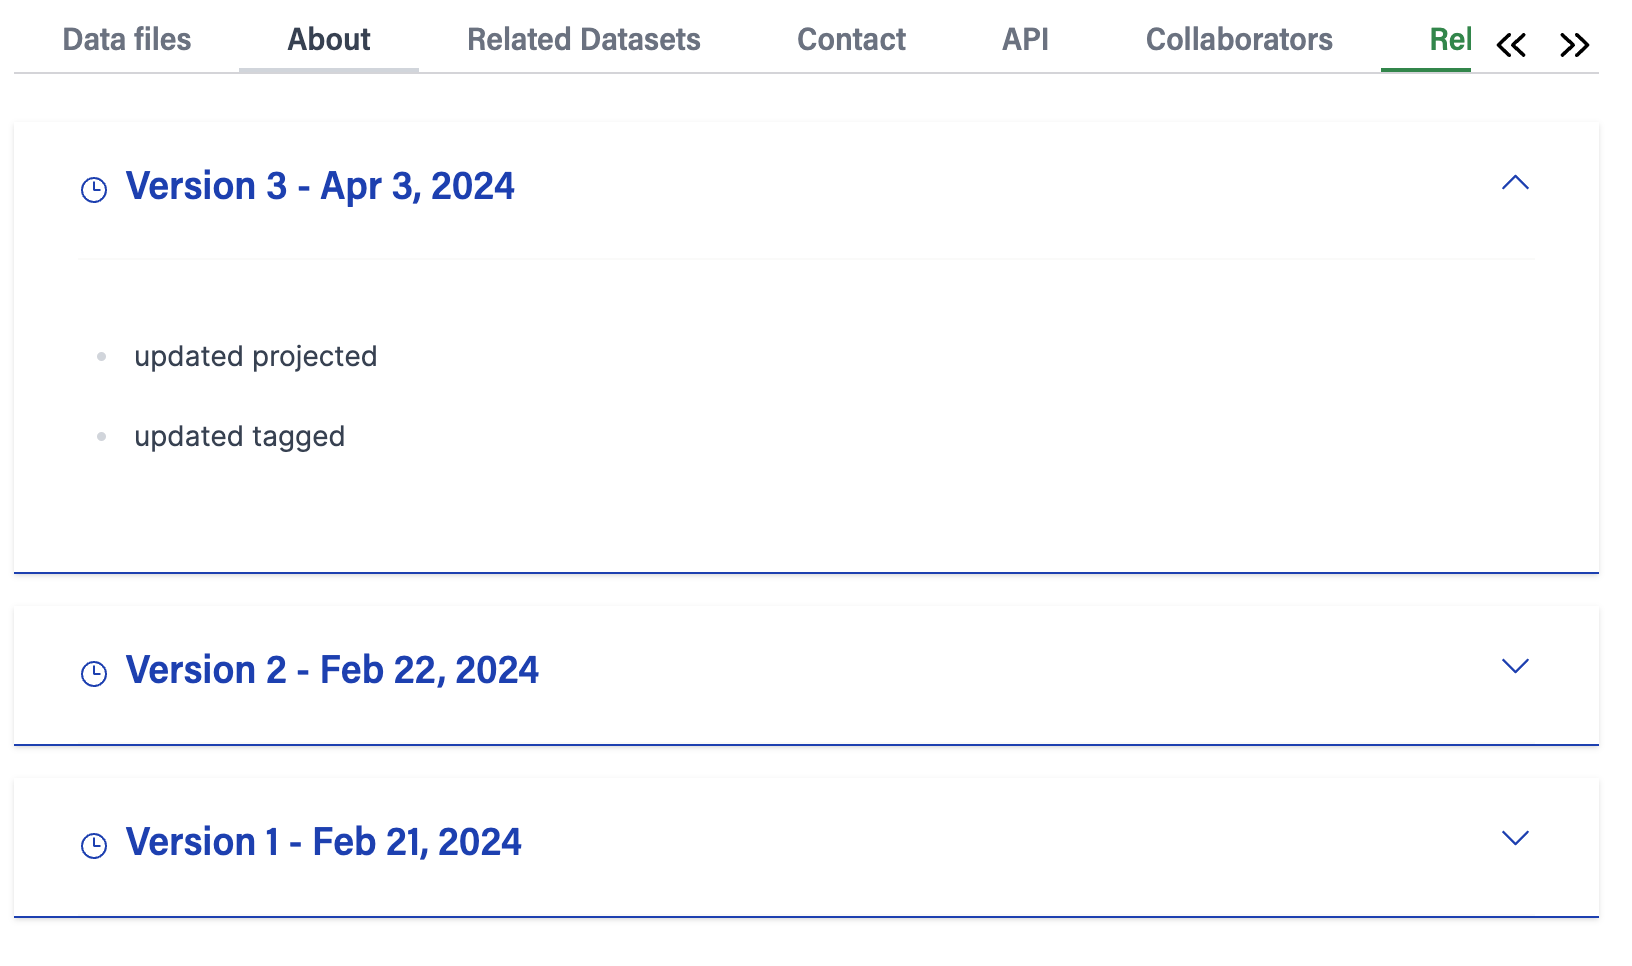 Data files About Related Datasets Contact API Collaborators Rel
Version 3 - Apr 3, 2024
updated projected
updated tagged
Version 2 - Feb 22, 2024
Version 1 - Feb 21, 2024